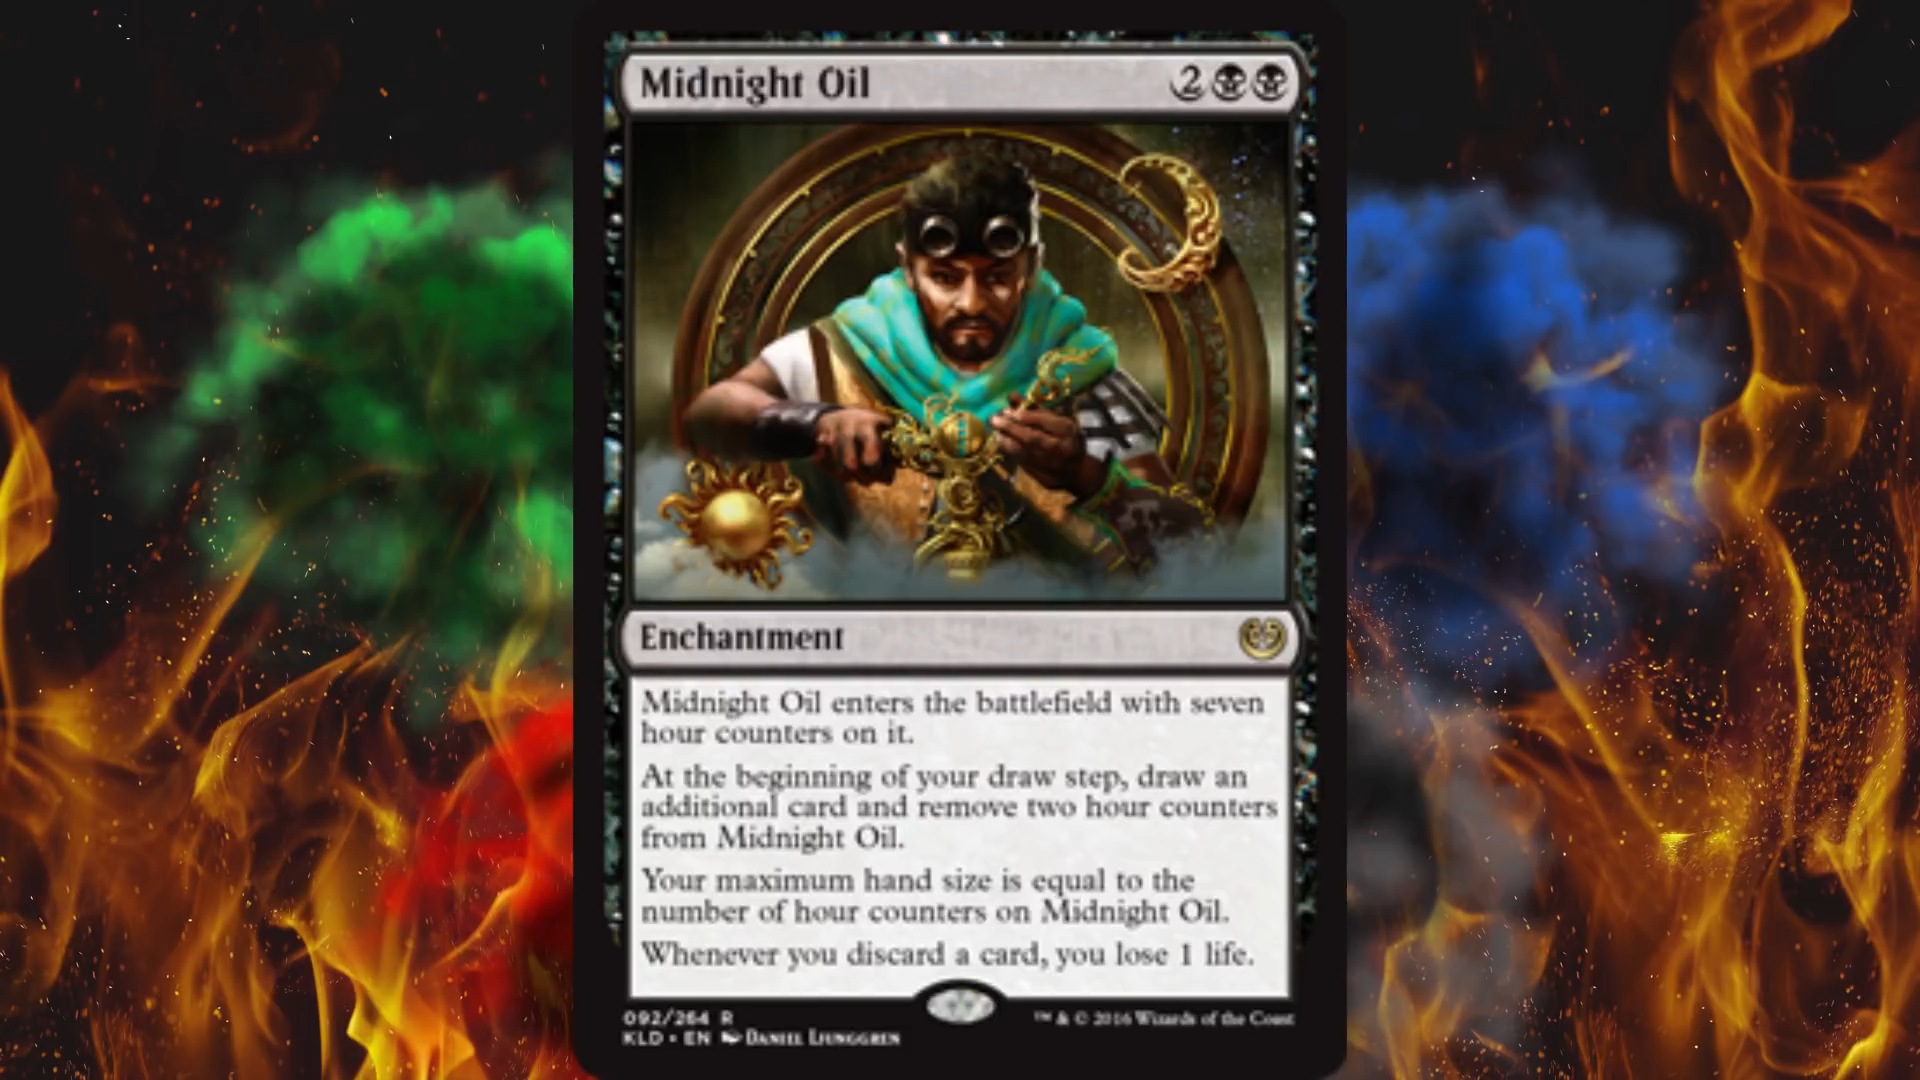 Midnight Oil 2
Enchantment
Midnight Oil enters the battlefield with seven
hour counters on it.
At the beginning of your draw step, draw an
additional card and remove two hour counters
from Midnight Oil.
Your maximum hand size is equal to the
number of hour counters on Midnight Oil.
Whenever you discard a card, you lose 1 life.
092/264 R
KLD • EN Daniel Ljunggren
™ & © 2016 Wizards of the Coast